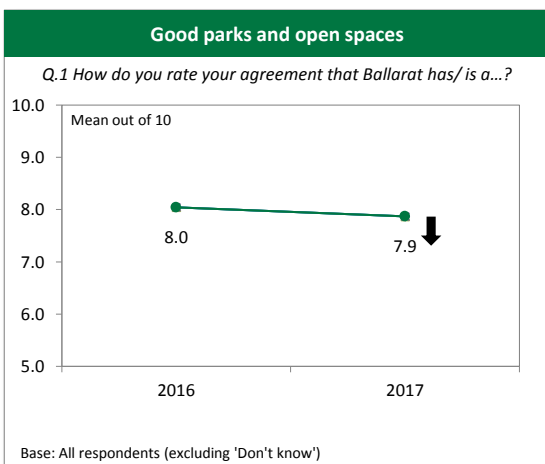 Good parks and open spaces
Q.1 How do you rate your agreement that Ballarat has/ is a…?
10.0
Mean out of 10
9.0
8.0
8.0
7.9
7.0
6.0
5.0
2016
2017
Base: All respondents (excluding 'Don't know')